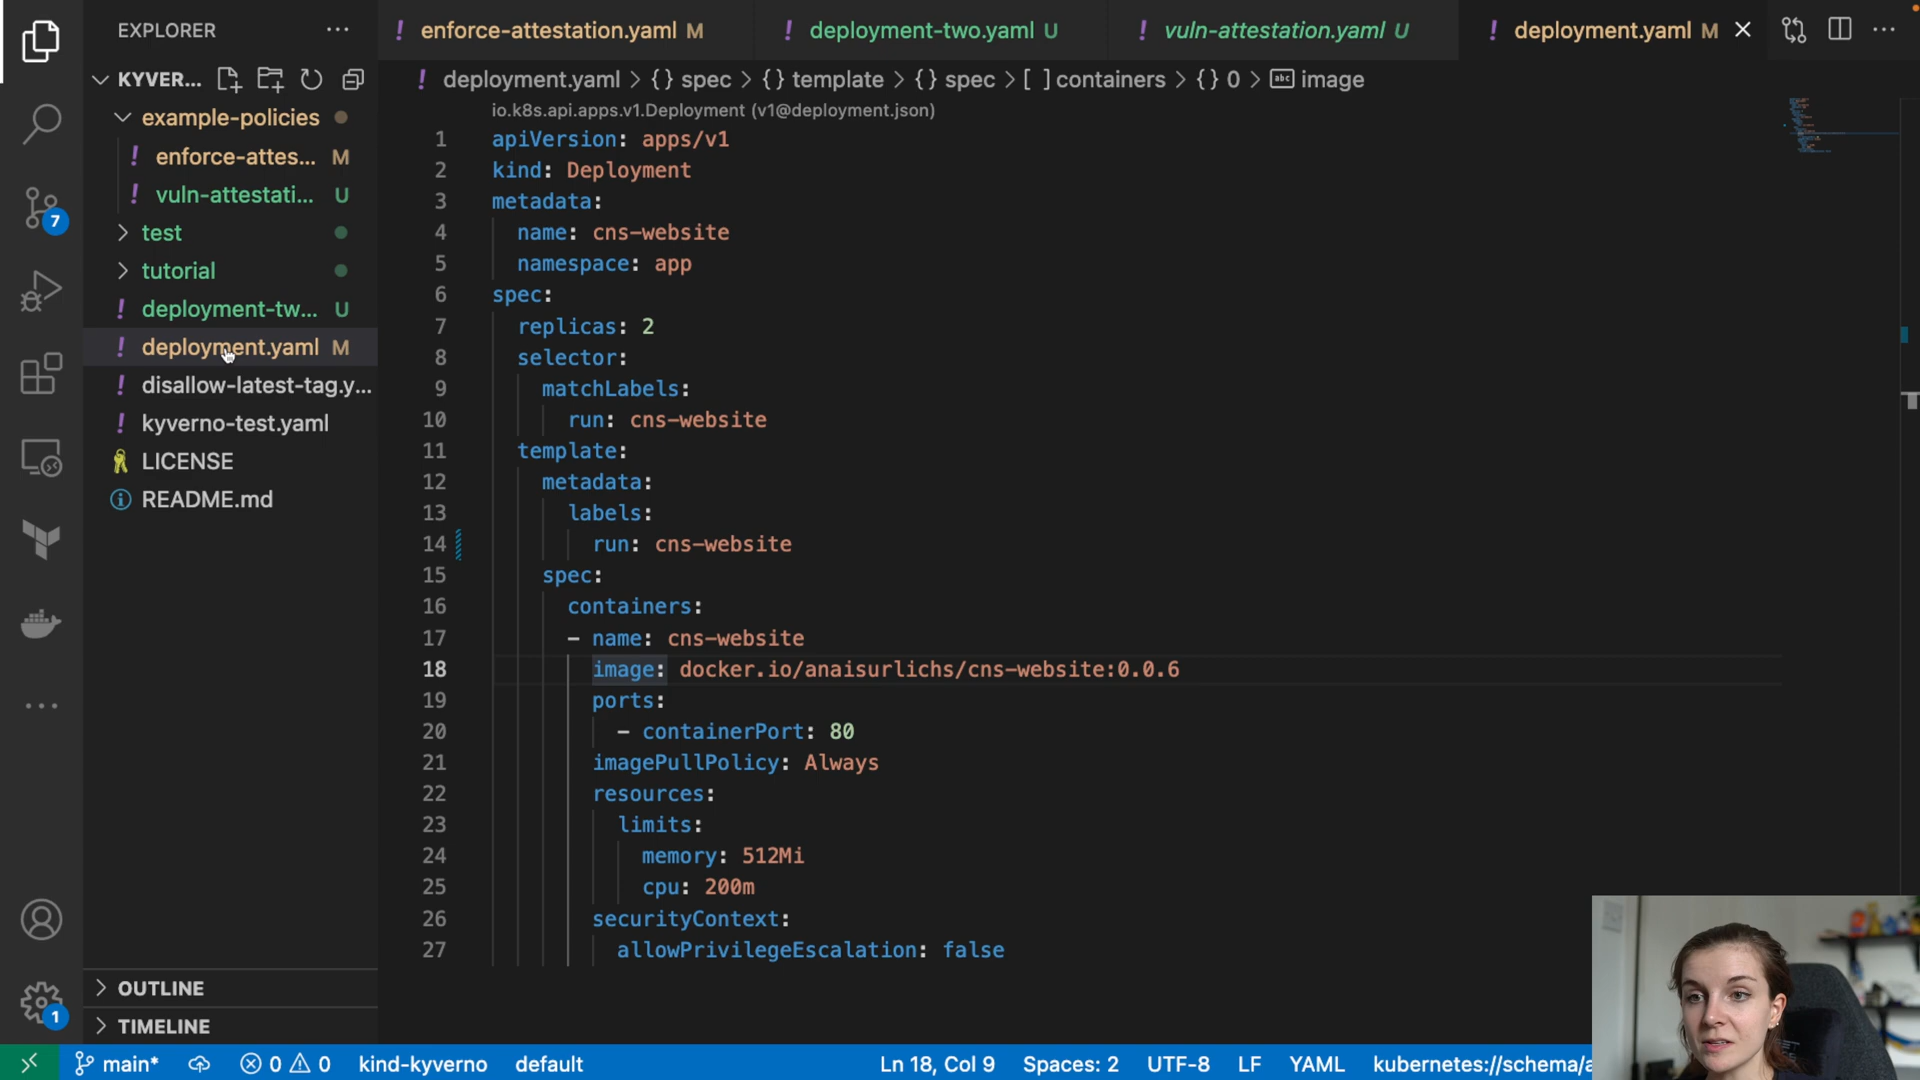 EXPLORER
KYVER...
example-policies
! enforce-attes... M
! vuln-attestati... U
test
tutorial
! deployment-tw... U
! deployment.yaml M
! disallow-latest-tag.y...
! kyverno-test.yaml
LICENSE
README.md
OUTLINE
TIMELINE
7
1
! enforce-attestation.yaml M
! deployment-two.yaml U
! vuln-attestation.yaml U
! deployment.yaml M
! deployment.yaml > {} spec > {} template > {} spec > [ ] containers > {} 0 > abc image
io.k8s.api.apps.v1.Deployment (v1@deployment.json)
1 apiVersion: apps/v1
2 kind: Deployment
3 metadata:
4 name: cns-website
5 namespace: app
6 spec:
7 replicas: 2
8 selector:
9 matchLabels:
10 run: cns-website
11 template:
12 metadata:
13 labels:
14 run: cns-website
15 spec:
16 containers:
17 - name: cns-website
18 image: docker.io/anaisurlichs/cns-website:0.0.6
19 ports:
20 - containerPort: 80
21 imagePullPolicy: Always
22 resources:
23 limits:
24 memory: 512Mi
25 cpu: 200m
26 securityContext:
27 allowPrivilegeEscalation: false
main* 0 0 kind-kyverno default Ln 18, Col 9 Spaces: 2 UTF-8 LF YAML kubernetes://schema/a